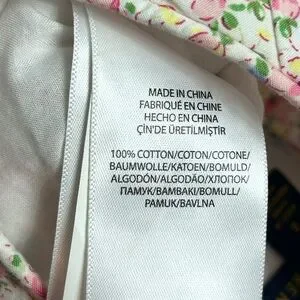 MADE IN CHINA
FABRIQUÉ EN CHINE
HECHO EN CHINA
ÇİN'DE ÜRETİLMİŞTİR
100% COTTON/COTON/COTONE/
BAUMWOLLE/KATOEN/BOMULD/
ALGODÓN/ALGODÃO/ХЛОПОК/
ПАМУК/BAMBAKI/BOMULL/
PAMUK/BAVLNA